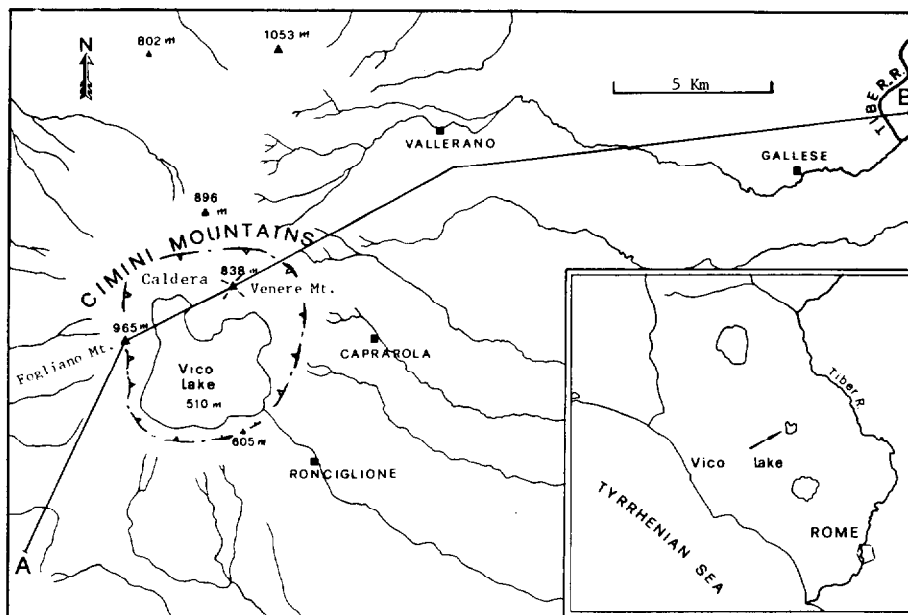 N
802 m
1053 m
5 Km
TIBER R.
B
VALLERANO
GALLESE
896 m
CIMINI MOUNTAINS
Caldera
838 m
Venere Mt.
965 m
Fogliano Mt.
CAPRAROLA
Vico
Lake
510 m
605 m
RONCIGLIONE
A
Tiber R.
Vico lake
TYRRHENIAN SEA
ROME